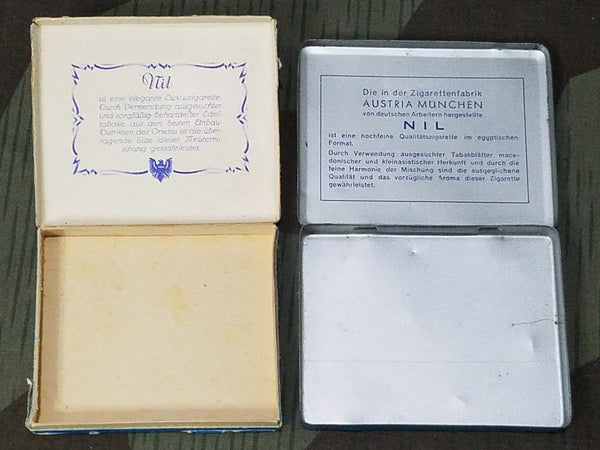 Nil
ist eine elegante Luxuszigarette.
Durch Verwendung ausgesuchter
und sorgfältig behandelter Edel-
tabake aus den besten Anbau-
Distrikten des Orients ist die über-
ragende Güte dieser Meistermi-
schung gewährleistet.
Die in der Zigarettenfabrik
AUSTRIA MÜNCHEN
von deutschen Arbeitern hergestellte
NIL
ist eine hochfeine Qualitätszigarette im egyptischen
Format.
Durch Verwendung ausgesuchter Tabakblätter maze-
donischer und kleinasiatischer Herkunft und durch die
feine Harmonie der Mischung sind die ausgeglichene
Qualität und das vorzügliche Aroma dieser Zigarette
gewährleistet.